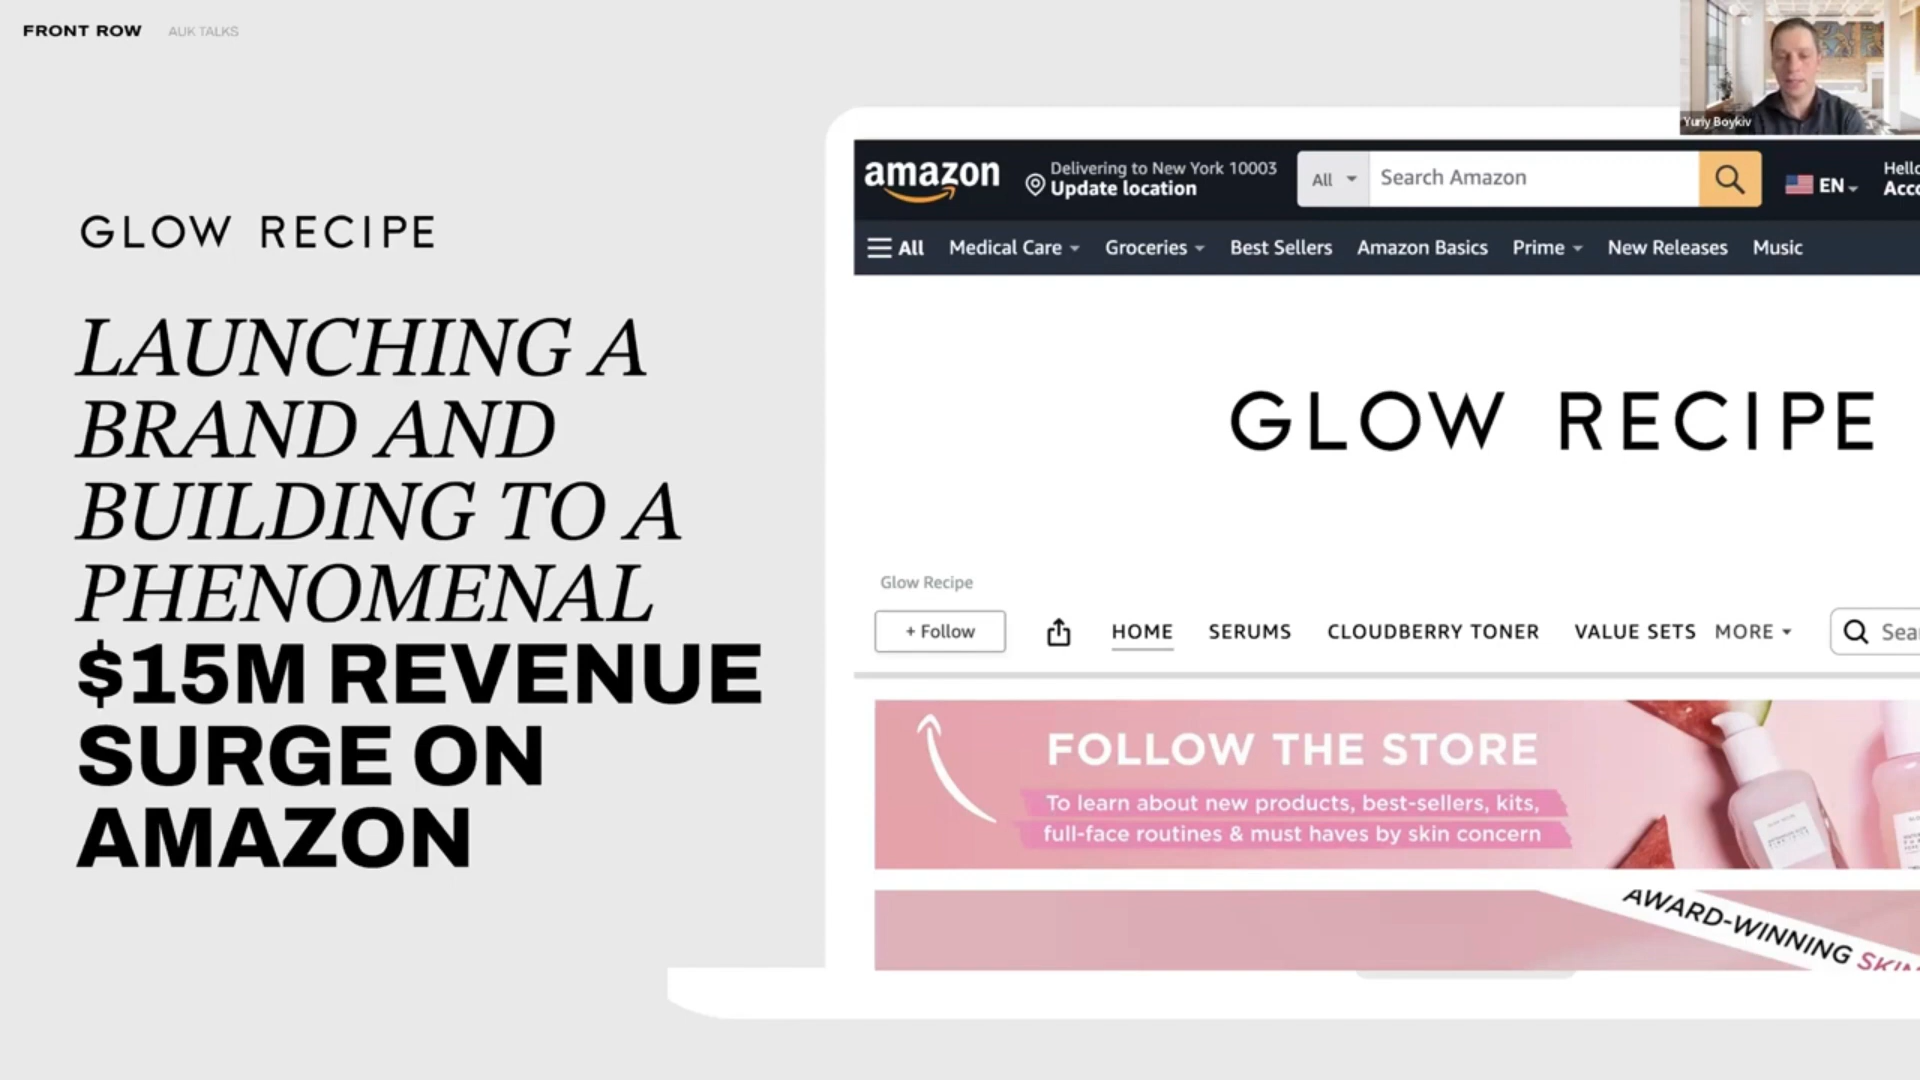 FRONT ROW AUK TALKS
Yuriy Boykiv
GLOW RECIPE
LAUNCHING A
BRAND AND
BUILDING TO A
PHENOMENAL
$15M REVENUE
SURGE ON
AMAZON
amazon
Delivering to New York 10003
Update location
All
Search Amazon
EN
Hello
Acco
All Medical Care Groceries Best Sellers Amazon Basics Prime New Releases Music
GLOW RECIPE
Glow Recipe
+ Follow
HOME SERUMS CLOUDBERRY TONER VALUE SETS MORE
Sea
FOLLOW THE STORE
To learn about new products, best-sellers, kits,
full-face routines & must haves by skin concern
AWARD-WINNING SKIN